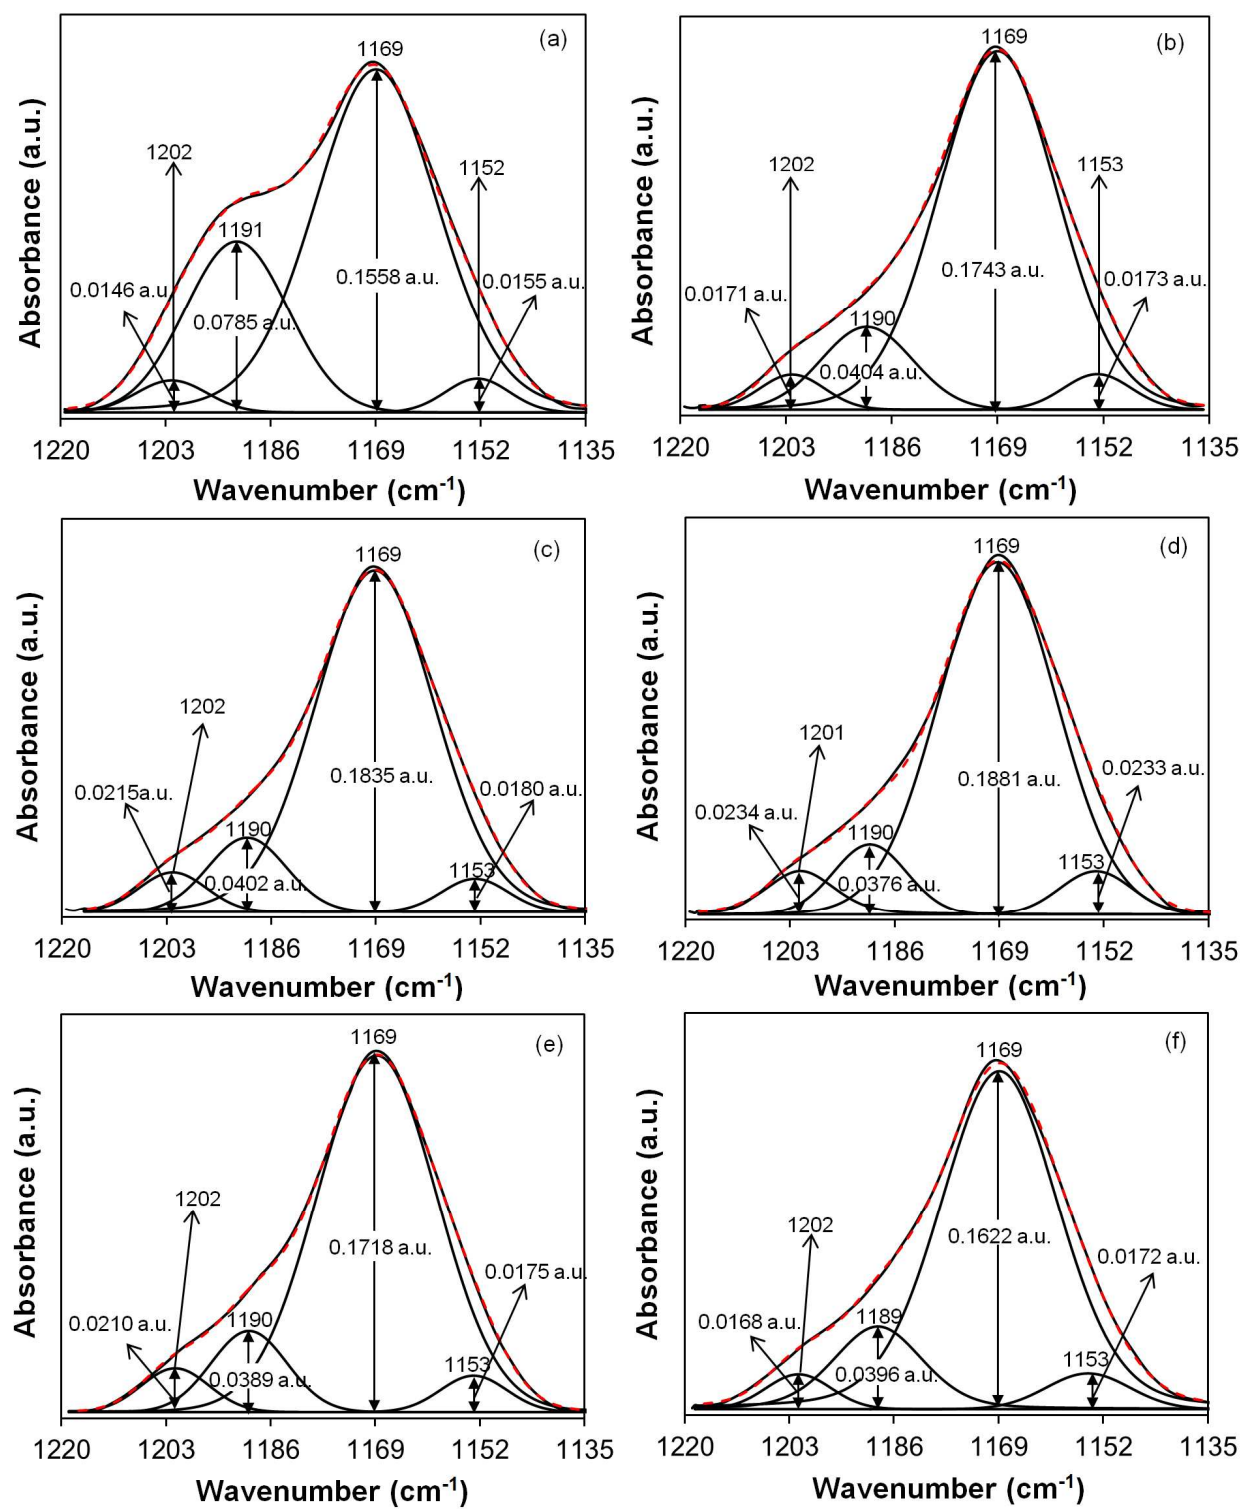 (a)
1169
1202
1152
1191
0.0146 a.u.
0.1558 a.u.
0.0155 a.u.
0.0785 a.u.
Absorbance (a.u.)
1220 1203 1186 1169 1152 1135
Wavenumber (cm-1)
(b)
1169
1202
1153
0.1743 a.u.
0.0171 a.u.
0.0173 a.u.
1190
0.0404 a.u.
Absorbance (a.u.)
1220 1203 1186 1169 1152 1135
Wavenumber (cm-1)
(c)
1169
1202
0.1835 a.u.
0.0215a.u.
0.0180 a.u.
1190
1153
0.0402 a.u.
Absorbance (a.u.)
1220 1203 1186 1169 1152 1135
Wavenumber (cm-1)
(d)
1169
1201
0.0233 a.u.
0.1881 a.u.
0.0234 a.u.
1190
1153
0.0376 a.u.
Absorbance (a.u.)
1220 1203 1186 1169 1152 1135
Wavenumber (cm-1)
(e)
1169
1202
0.1718 a.u.
0.0175 a.u.
0.0210 a.u.
1190
1153
0.0389 a.u.
Absorbance (a.u.)
1220 1203 1186 1169 1152 1135
Wavenumber (cm-1)
(f)
1169
1202
0.1622 a.u.
0.0172 a.u.
0.0168 a.u.
1189
1153
0.0396 a.u.
Absorbance (a.u.)
1220 1203 1186 1169 1152 1135
Wavenumber (cm-1)